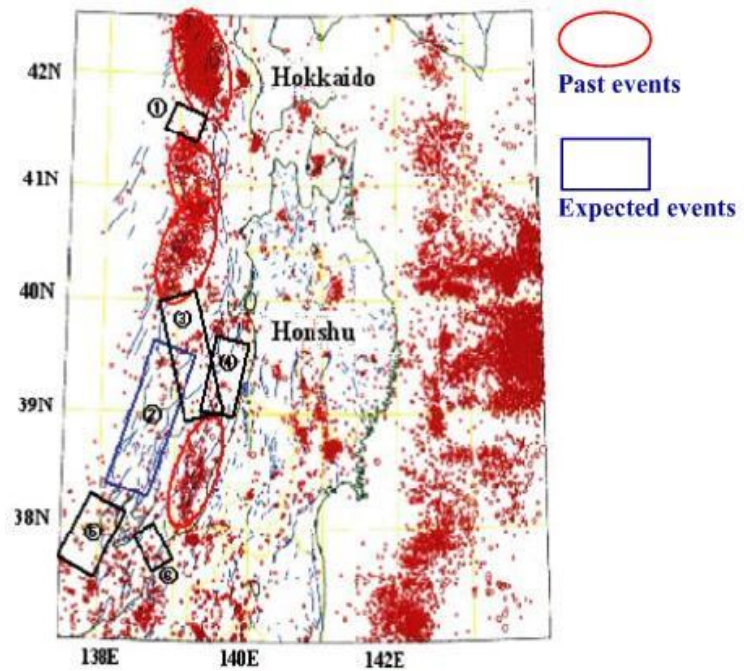 42N
Hokkaido
①
41N
40N
③
Honshu
④
39N
②
38N
⑤
⑥
138E
140E
142E
Past events
Expected events